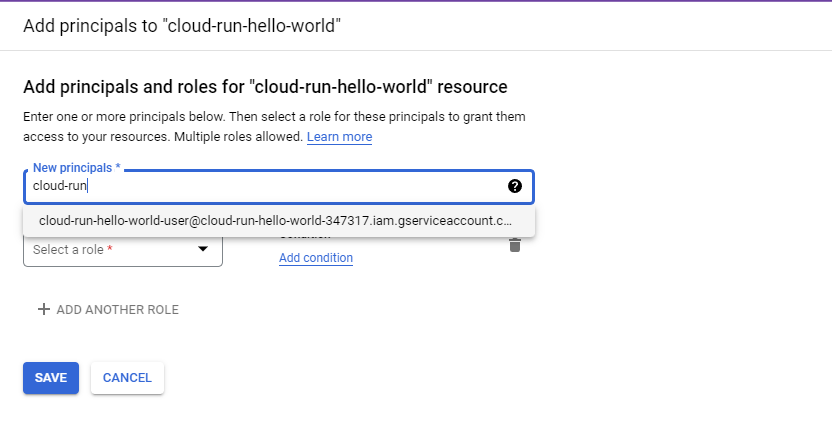 Add principals to "cloud-run-hello-world"
Add principals and roles for "cloud-run-hello-world" resource
Enter one or more principals below. Then select a role for these principals to grant them
access to your resources. Multiple roles allowed. Learn more
New principals *
cloud-run
cloud-run-hello-world-user@cloud-run-hello-world-347317.iam.gserviceaccount.c...
Select a role *
Condition
Add condition
ADD ANOTHER ROLE
SAVE CANCEL